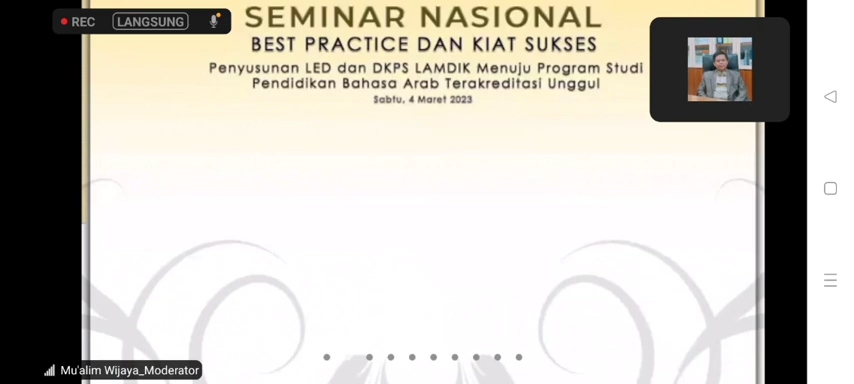 REC LANGSUNG
SEMINAR NASIONAL
BEST PRACTICE DAN KIAT SUKSES
Penyusunan LED dan DKPS LAMDIK Menuju Program Studi
Pendidikan Bahasa Arab Terakreditasi Unggul
Sabtu, 4 Maret 2023
Mu'alim Wijaya_Moderator